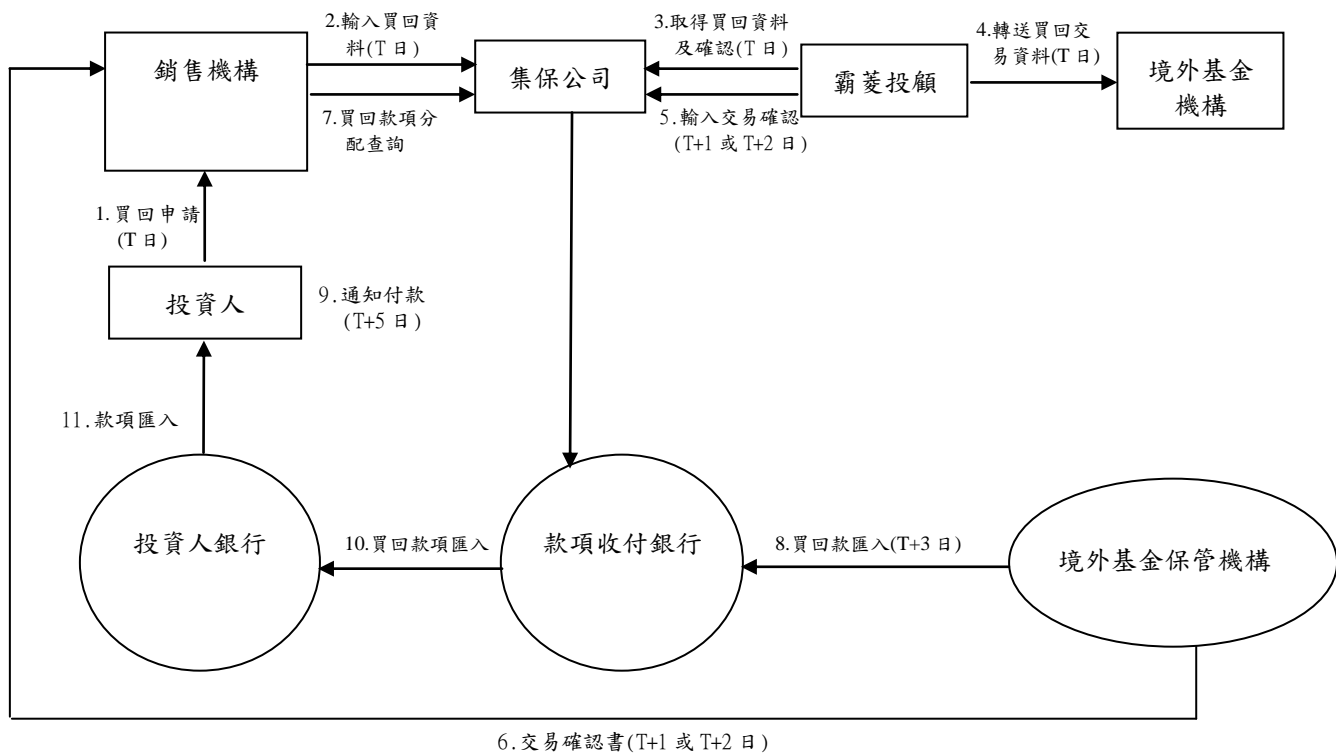 2.輸入買回資
料(T 日)
3.取得買回資料
及確認(T 日)
4.轉送買回交
易資料(T 日)
銷售機構
集保公司
霸菱投顧
境外基金
機構
7.買回款項分
配查詢
5.輸入交易確認
(T+1 或 T+2 日)
1.買回申請
(T 日)
投資人
9.通知付款
(T+5 日)
11.款項匯入
投資人銀行
10.買回款項匯入
款項收付銀行
8.買回款匯入(T+3 日)
境外基金保管機構
6.交易確認書(T+1 或 T+2 日)